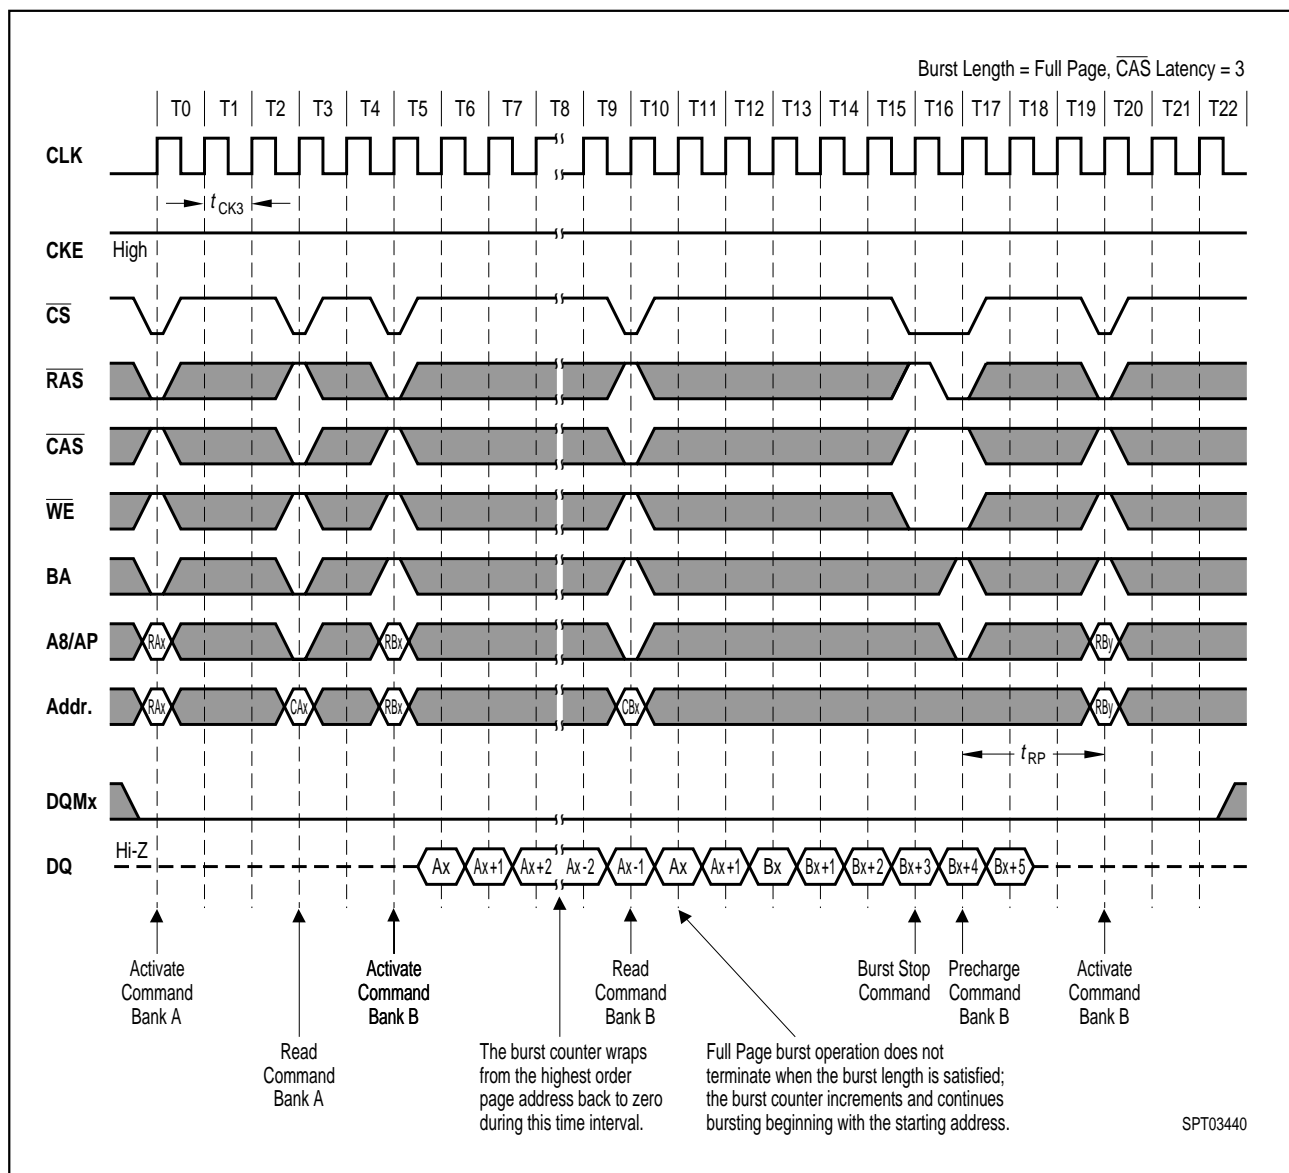 Burst Length = Full Page, CAS Latency = 3
T0 T1 T2 T3 T4 T5 T6 T7 T8 T9 T10 T11 T12 T13 T14 T15 T16 T17 T18 T19 T20 T21 T22
CLK
t CK3
CKE High
CS
RAS
CAS
WE
BA
A8/AP RAx RBx RBy
Addr. RAx CAx RBx CBx RBy
t RP
DQMx
Hi-Z
DQ Ax Ax+1 Ax+2 Ax-2 Ax-1 Ax Ax+1 Bx Bx+1 Bx+2 Bx+3 Bx+4 Bx+5
Activate
Command
Bank A
Activate
Command
Bank B
Read
Command
Bank B
Burst Stop
Command
Precharge
Command
Bank B
Activate
Command
Bank B
Read
Command
Bank A
The burst counter wraps
from the highest order
page address back to zero
during this time interval.
Full Page burst operation does not
terminate when the burst length is satisfied;
the burst counter increments and continues
bursting beginning with the starting address.
SPT03440